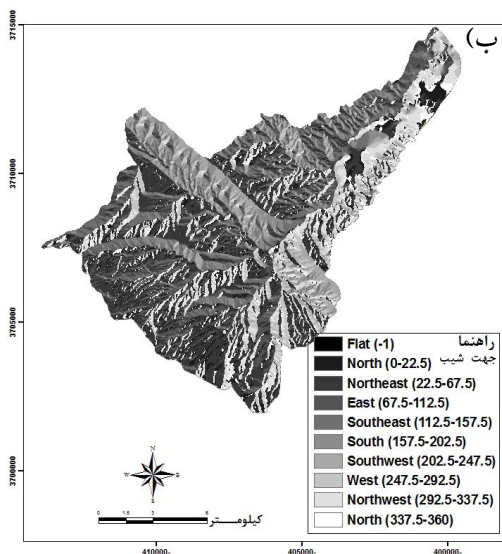 ب)
3715000
3710000
3705000
3700000
راهنما
جهت شیب
Flat (-1)
North (0-22.5)
Northeast (22.5-67.5)
East (67.5-112.5)
Southeast (112.5-157.5)
South (157.5-202.5)
Southwest (202.5-247.5)
West (247.5-292.5)
Northwest (292.5-337.5)
North (337.5-360)
N
W E
S
0 1.5 3 6
کیلومتر
410000 405000 400000